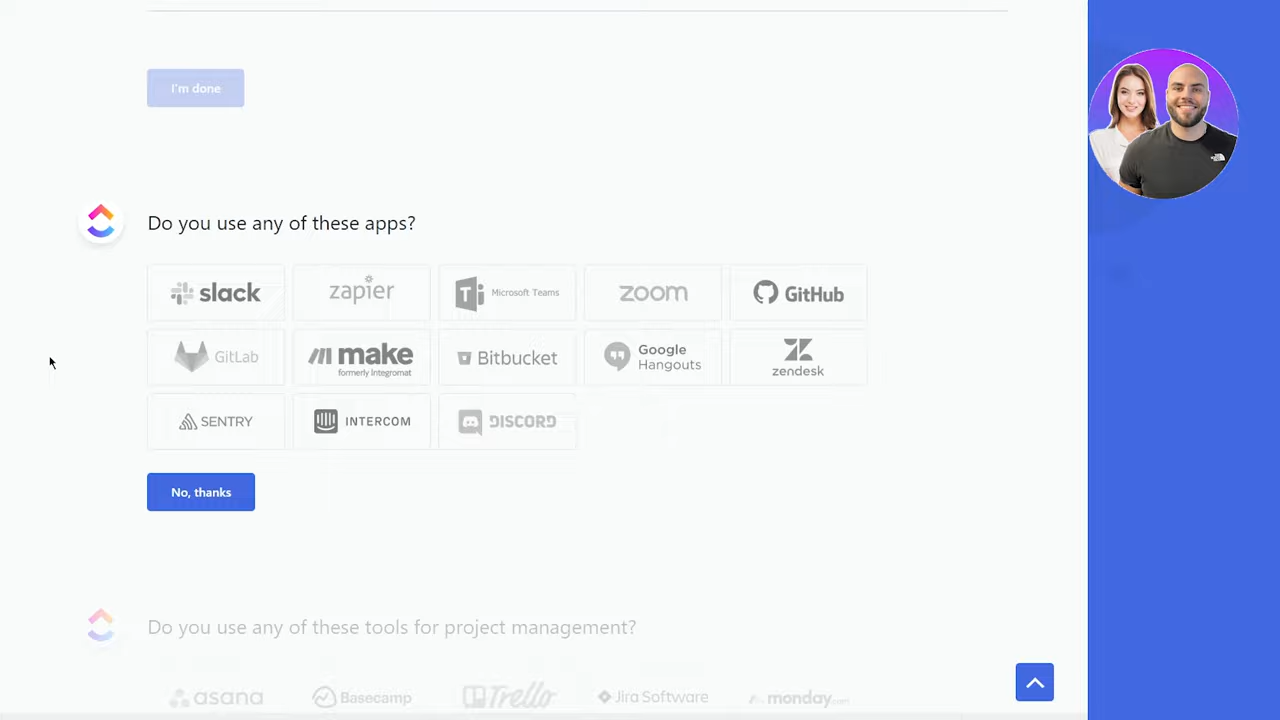 I'm done
Do you use any of these apps?
slack zapier Microsoft Teams zoom GitHub
GitLab make formerly Integromat Bitbucket Google Hangouts zendesk
SENTRY INTERCOM DISCORD
No, thanks
Do you use any of these tools for project management?
asana Basecamp Trello Jira Software monday.com